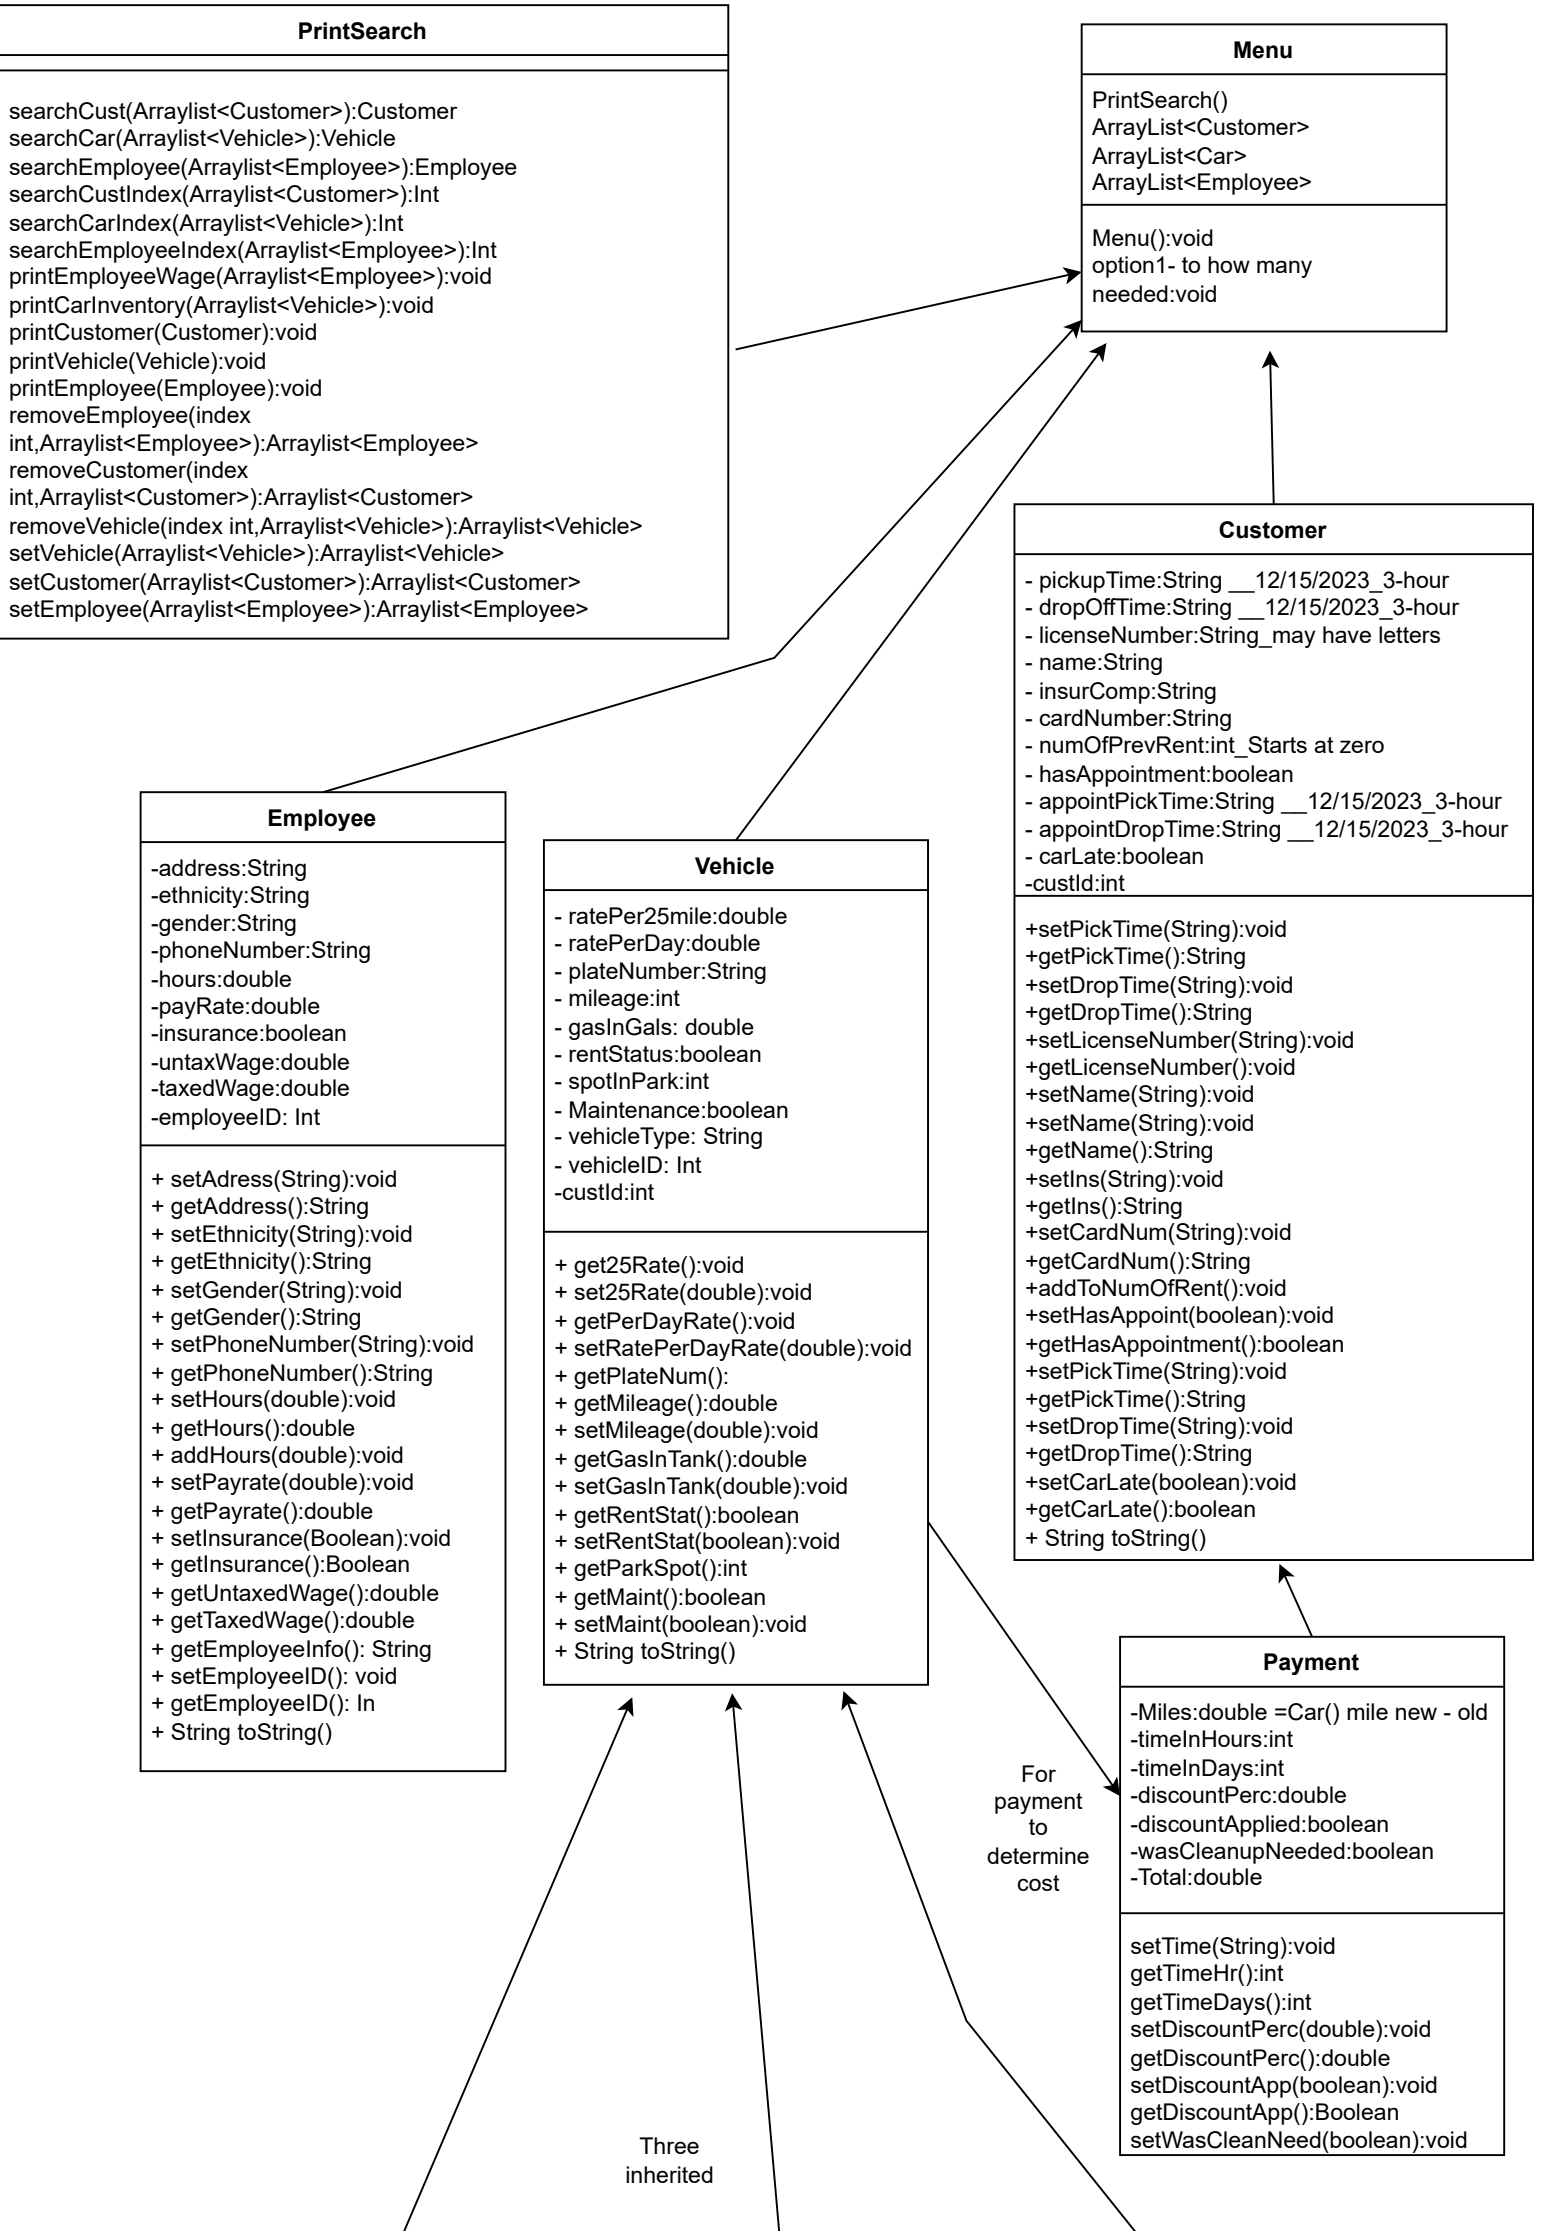 PrintSearch
searchCust(Arraylist<Customer>):Customer
searchCar(Arraylist<Vehicle>):Vehicle
searchEmployee(Arraylist<Employee>):Employee
searchCustIndex(Arraylist<Customer>):Int
searchCarIndex(Arraylist<Vehicle>):Int
searchEmployeeIndex(Arraylist<Employee>):Int
printEmployeeWage(Arraylist<Employee>):void
printCarInventory(Arraylist<Vehicle>):void
printCustomer(Customer):void
printVehicle(Vehicle):void
printEmployee(Employee):void
removeEmployee(index
int,Arraylist<Employee>):Arraylist<Employee>
removeCustomer(index
int,Arraylist<Customer>):Arraylist<Customer>
removeVehicle(index int,Arraylist<Vehicle>):Arraylist<Vehicle>
setVehicle(Arraylist<Vehicle>):Arraylist<Vehicle>
setCustomer(Arraylist<Customer>):Arraylist<Customer>
setEmployee(Arraylist<Employee>):Arraylist<Employee>
Menu
PrintSearch()
ArrayList<Customer>
ArrayList<Car>
ArrayList<Employee>
Menu():void
option1- to how many
needed:void
Customer
- pickupTime:String __12/15/2023_3-hour
- dropOffTime:String __12/15/2023_3-hour
- licenseNumber:String_may have letters
- name:String
- insurComp:String
- cardNumber:String
- numOfPrevRent:int_Starts at zero
- hasAppointment:boolean
- appointPickTime:String __12/15/2023_3-hour
- appointDropTime:String __12/15/2023_3-hour
- carLate:boolean
-custId:int
+setPickTime(String):void
+getPickTime():String
+setDropTime(String):void
+getDropTime():String
+setLicenseNumber(String):void
+getLicenseNumber():void
+setName(String):void
+setName(String):void
+getName():String
+setIns(String):void
+getIns():String
+setCardNum(String):void
+getCardNum():String
+addToNumOfRent():void
+setHasAppoint(boolean):void
+getHasAppointment():boolean
+setPickTime(String):void
+getPickTime():String
+setDropTime(String):void
+getDropTime():String
+setCarLate(boolean):void
+getCarLate():boolean
+ String toString()
Employee
-address:String
-ethnicity:String
-gender:String
-phoneNumber:String
-hours:double
-payRate:double
-insurance:boolean
-untaxWage:double
-taxedWage:double
-employeeID: Int
+ setAdress(String):void
+ getAddress():String
+ setEthnicity(String):void
+ getEthnicity():String
+ setGender(String):void
+ getGender():String
+ setPhoneNumber(String):void
+ getPhoneNumber():String
+ setHours(double):void
+ getHours():double
+ addHours(double):void
+ setPayrate(double):void
+ getPayrate():double
+ setInsurance(Boolean):void
+ getInsurance():Boolean
+ getUntaxedWage():double
+ getTaxedWage():double
+ getEmployeeInfo(): String
+ setEmployeeID(): void
+ getEmployeeID(): In
+ String toString()
Vehicle
- ratePer25mile:double
- ratePerDay:double
- plateNumber:String
- mileage:int
- gasInGals: double
- rentStatus:boolean
- spotInPark:int
- Maintenance:boolean
- vehicleType: String
- vehicleID: Int
-custId:int
+ get25Rate():void
+ set25Rate(double):void
+ getPerDayRate():void
+ setRatePerDayRate(double):void
+ getPlateNum():
+ getMileage():double
+ setMileage(double):void
+ getGasInTank():double
+ setGasInTank(double):void
+ getRentStat():boolean
+ setRentStat(boolean):void
+ getParkSpot():int
+ getMaint():boolean
+ setMaint(boolean):void
+ String toString()
For
payment
to
determine
cost
Payment
-Miles:double =Car() mile new - old
-timeInHours:int
-timeInDays:int
-discountPerc:double
-discountApplied:boolean
-wasCleanupNeeded:boolean
-Total:double
setTime(String):void
getTimeHr():int
getTimeDays():int
setDiscountPerc(double):void
getDiscountPerc():double
setDiscountApp(boolean):void
getDiscountApp():Boolean
setWasCleanNeed(boolean):void
Three
inherited